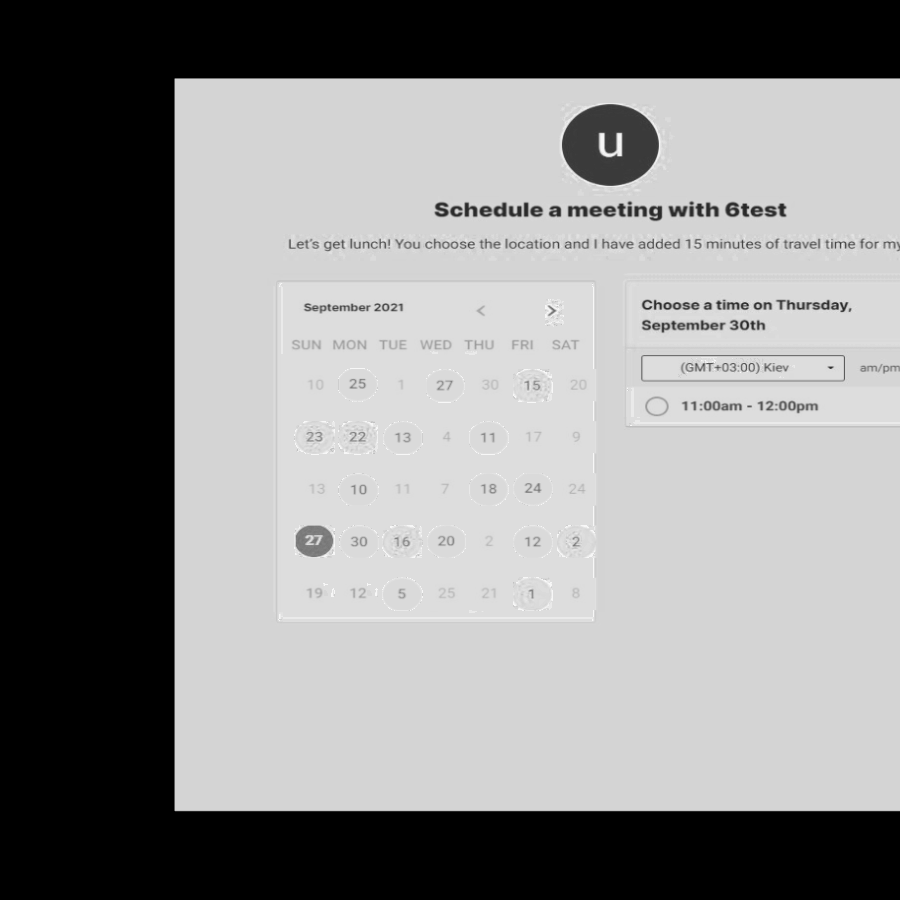 u
Schedule a meeting with 6test
Let's get lunch! You choose the location and I have added 15 minutes of travel time for my
September 2021 < >
SUN MON TUE WED THU FRI SAT
10 25 1 27 30 15 20
23 22 13 4 11 17 9
13 10 11 7 18 24 24
27 30 16 20 2 12 2
19 12 5 25 21 1 8
Choose a time on Thursday,
September 30th
(GMT+03:00) Kiev am/pm
11:00am - 12:00pm